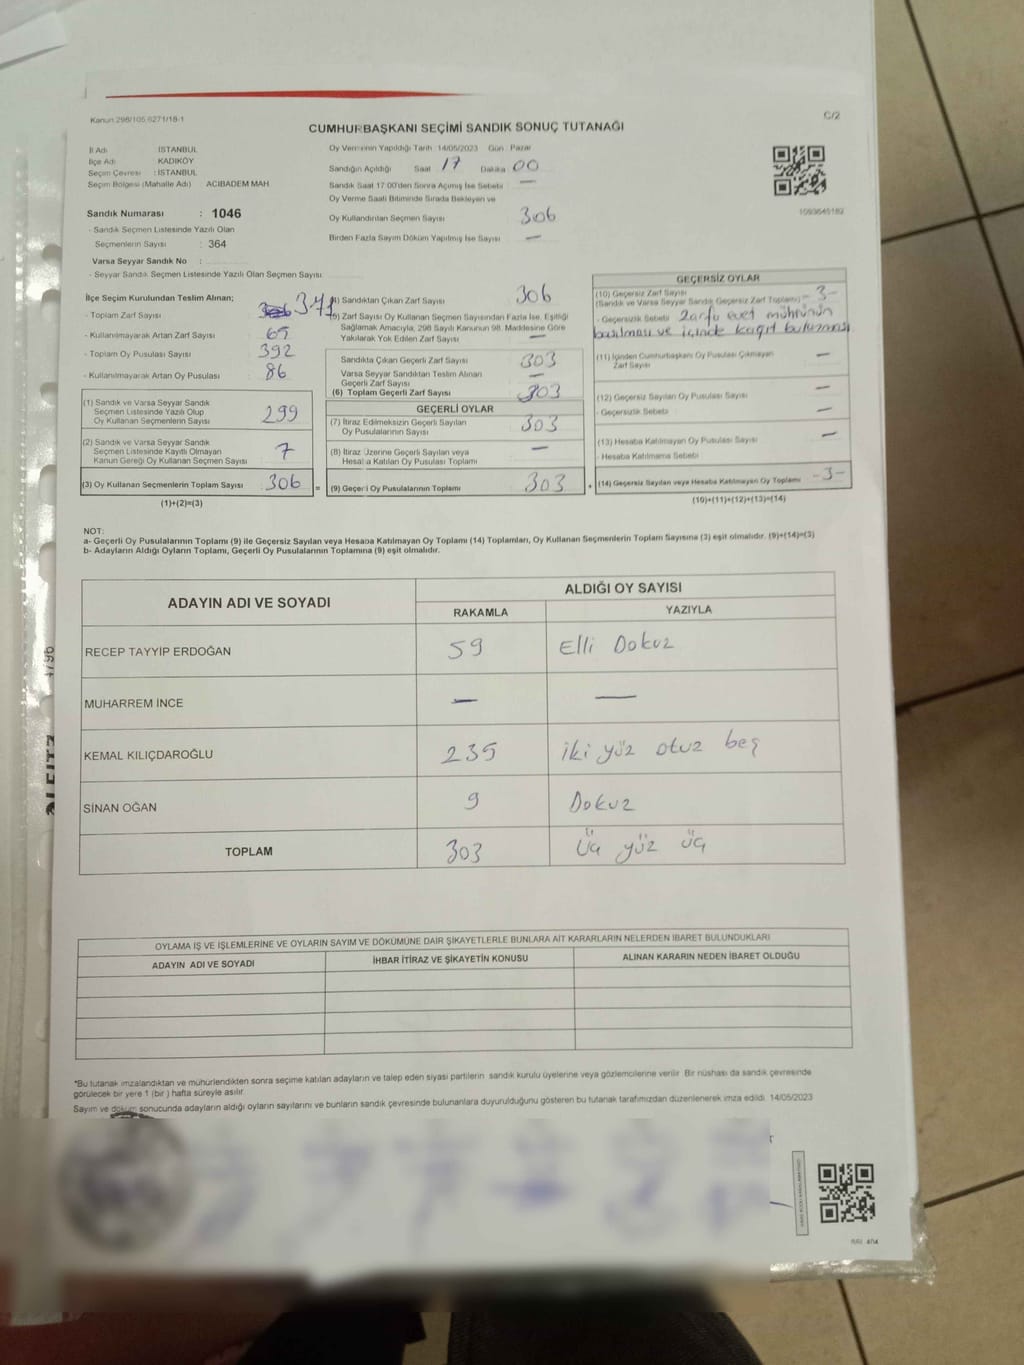 Kanun 298/105,6271/18-1
C/2
CUMHURBAŞKANI SEÇİMİ SANDIK SONUÇ TUTANAĞI
İl Adı : İSTANBUL
İlçe Adı : KADIKÖY
Seçim Çevresi : İSTANBUL
Seçim Bölgesi (Mahalle Adı) ACIBADEM MAH
Sandık Numarası : 1046
- Sandık Seçmen Listesinde Yazılı Olan
Seçmenlerin Sayısı : 364
Varsa Seyyar Sandık No :
- Seyyar Sandık Seçmen Listesinde Yazılı Olan Seçmen Sayısı
Oy Vermenin Yapıldığı Tarih 14/05/2023 Gün Pazar
Sandığın Açıldığı Saat 17 Dakika 00
Sandık Saat 17:00'den Sonra Açılmış İse Sebebi —
Oy Verme Saati Bitiminde Sırada Bekleyen ve
Oy Kullandırılan Seçmen Sayısı 306
Birden Fazla Sayım Döküm Yapılmış İse Sayısı —
İlçe Seçim Kurulundan Teslim Alınan;
- Toplam Zarf Sayısı 371
- Kullanılmayarak Artan Zarf Sayısı 65
- Toplam Oy Pusulası Sayısı 392
- Kullanılmayarak Artan Oy Pusulası 86
(1) Sandık ve Varsa Seyyar Sandık
Seçmen Listesinde Yazılı Olup
Oy Kullanan Seçmenlerin Sayısı 299
(2) Sandık ve Varsa Seyyar Sandık
Seçmen Listesinde Kayıtlı Olmayan
Kanun Gereği Oy Kullanan Seçmen Sayısı 7
(3) Oy Kullanan Seçmenlerin Toplam Sayısı 306
(1)+(2)=(3)
=
(4) Sandıktan Çıkan Zarf Sayısı 306
(5) Zarf Sayısı Oy Kullanan Seçmen Sayısından Fazla İse, Eşitliği
Sağlamak Amacıyla, 298 Sayılı Kanunun 98. Maddesine Göre
Yakılarak Yok Edilen Zarf Sayısı —
Sandıkta Çıkan Geçerli Zarf Sayısı 303
Varsa Seyyar Sandıktan Teslim Alınan
Geçerli Zarf Sayısı —
(6) Toplam Geçerli Zarf Sayısı 303
GEÇERLİ OYLAR
(7) İtiraz Edilmeksizin Geçerli Sayılan
Oy Pusulalarının Sayısı 303
(8) İtiraz Üzerine Geçerli Sayılan veya
Hesaba Katılan Oy Pusulası Toplamı —
(9) Geçerli Oy Pusulalarının Toplamı 303
+
GEÇERSİZ OYLAR
(10) Geçersiz Zarf Sayısı
(Sandık ve Varsa Seyyar Sandık Geçersiz Zarf Toplamı) -3-
- Geçersizlik Sebebi Zarfu evet mühürünün
basılması ve içinde kağıt bulunması
(11) İçinden Cumhurbaşkanı Oy Pusulası Çıkmayan
Zarf Sayısı —
(12) Geçersiz Sayılan Oy Pusulası Sayısı —
- Geçersizlik Sebebi —
(13) Hesaba Katılmayan Oy Pusulası Sayısı —
- Hesaba Katılmama Sebebi
(14) Geçersiz Sayılan veya Hesaba Katılmayan Oy Toplamı -3-
(10)+(11)+(12)+(13)=(14)
NOT:
a- Geçerli Oy Pusulalarının Toplamı (9) ile Geçersiz Sayılan veya Hesaba Katılmayan Oy Toplamı (14) Toplamları, Oy Kullanan Seçmenlerin Toplam Sayısına (3) eşit olmalıdır. (9)+(14)=(3)
b- Adayların Aldığı Oyların Toplamı, Geçerli Oy Pusulalarının Toplamına (9) eşit olmalıdır.
ADAYIN ADI VE SOYADI
ALDIĞI OY SAYISI
RAKAMLA YAZIYLA
RECEP TAYYİP ERDOĞAN 59 Elli Dokuz
MUHARREM İNCE — —
KEMAL KILIÇDAROĞLU 235 iki yüz otuz beş
SİNAN OĞAN 9 Dokuz
TOPLAM 303 Üç yüz üç
OYLAMA İŞ VE İŞLEMLERİNE VE OYLARIN SAYIM VE DÖKÜMÜNE DAİR ŞİKAYETLERLE BUNLARA AİT KARARLARIN NELERDEN İBARET BULUNDUKLARI
ADAYIN ADI VE SOYADI İHBAR İTİRAZ VE ŞİKAYETİN KONUSU ALINAN KARARIN NEDEN İBARET OLDUĞU
*Bu tutanak imzalandıktan ve mühürlendikten sonra seçime katılan adayların ve talep eden siyasi partilerin sandık kurulu üyelerine veya gözlemcilerine verilir. Bir nüshası da sandık çevresinde
görülecek bir yere 1 (bir) hafta süreyle asılır.
Sayım ve döküm sonucunda adayların aldığı oyların sayılarını ve bunların sandık çevresinde bulunanlara duyurulduğunu gösteren bu tutanak tarafımızdan düzenlenerek imza edildi. 14/05/2023